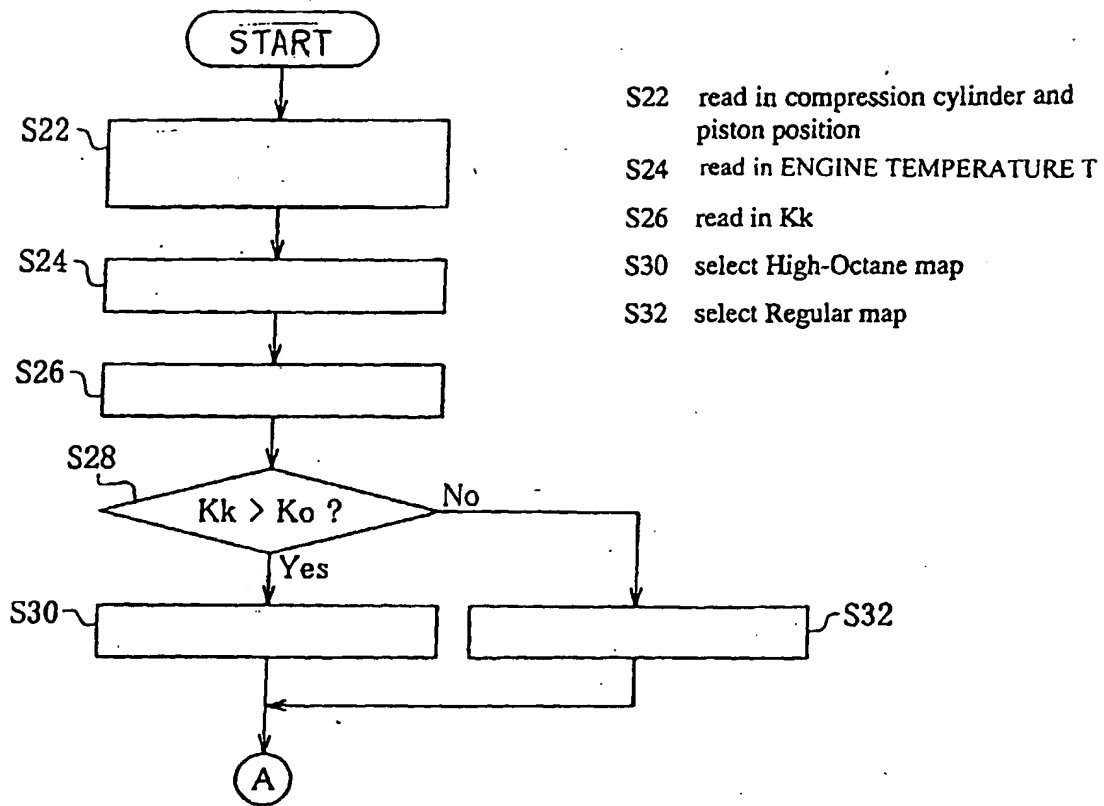 START
S22
S24
S26
S28
Kk > Ko ?
No
Yes
S30
S32
A
S22 read in compression cylinder and
piston position
S24 read in ENGINE TEMPERATURE T
S26 read in Kk
S30 select High-Octane map
S32 select Regular map